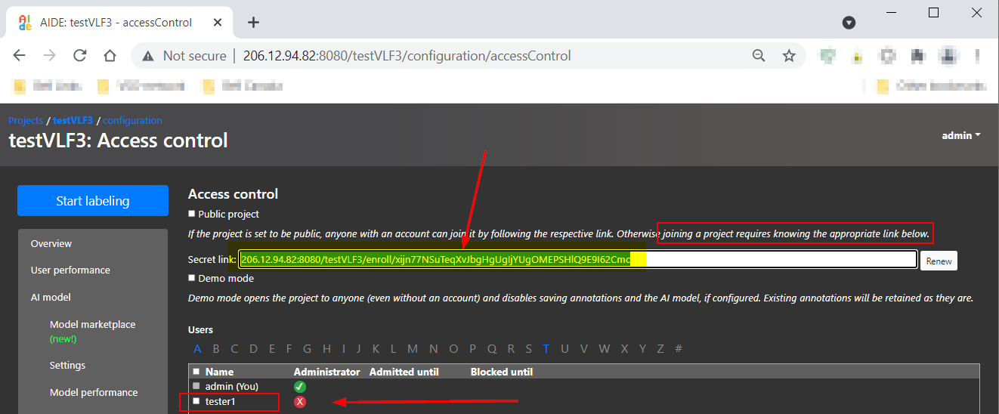 AIDE: testVLF3 - accessControl
Not secure | 206.12.94.82:8080/testVLF3/configuration/accessControl
Projects / testVLF3 / configuration
testVLF3: Access control
admin
Start labeling
Overview
User performance
AI model
Model marketplace
(new!)
Settings
Model performance
Access control
Public project
If the project is set to be public, anyone with an account can join it by following the respective link. Otherwise joining a project requires knowing the appropriate link below.
Secret link: 206.12.94.82:8080/testVLF3/enroll/xijn77NSuTeqXvJbgHgUgIjYUgOMEPSHlQ9E9I62Cmc
Renew
Demo mode
Demo mode opens the project to anyone (even without an account) and disables saving annotations and the AI model, if configured. Existing annotations will be retained as they are.
Users
A B C D E F G H I J K L M N O P Q R S T U V W X Y Z #
Name Administrator Admitted until Blocked until
admin (You)
tester1